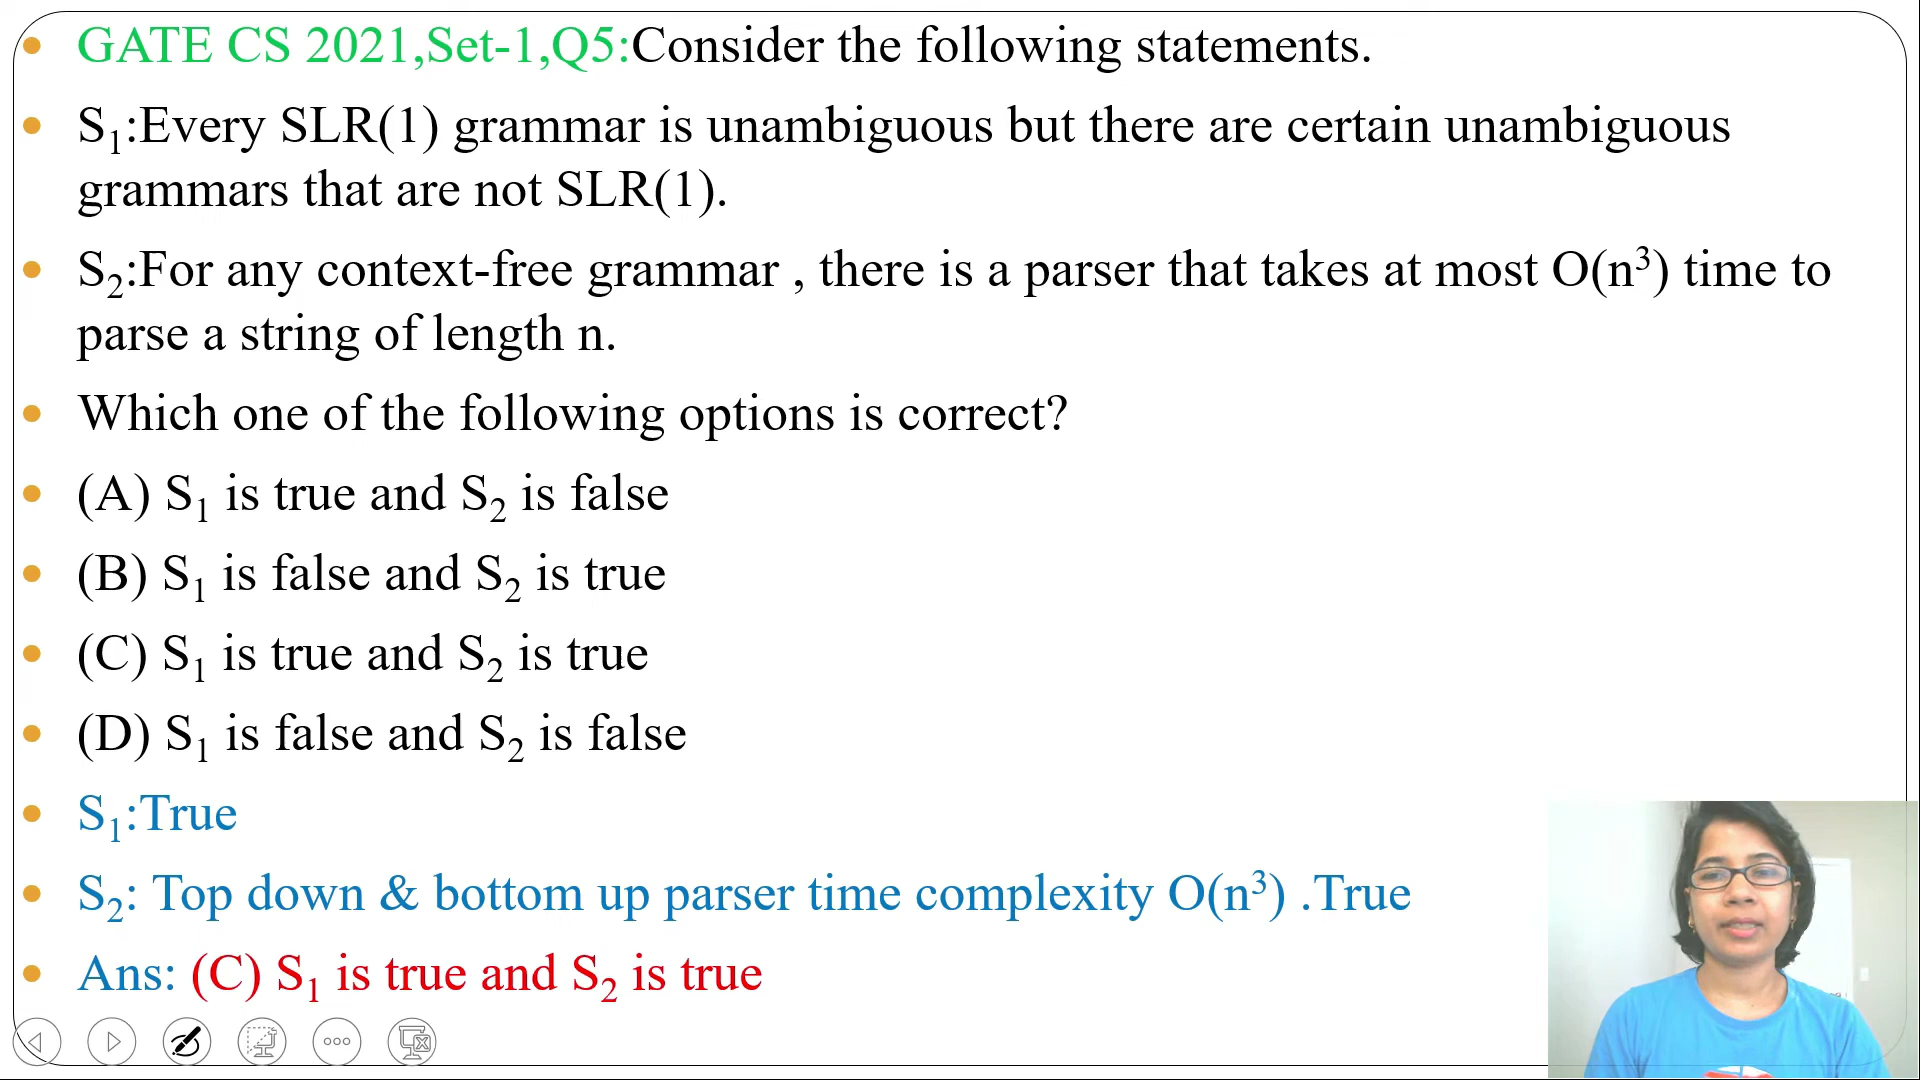 GATE CS 2021,Set-1,Q5:Consider the following statements.
S₁:Every SLR(1) grammar is unambiguous but there are certain unambiguous
grammars that are not SLR(1).
S₂:For any context-free grammar , there is a parser that takes at most O(n³) time to
parse a string of length n.
Which one of the following options is correct?
(A) S₁ is true and S₂ is false
(B) S₁ is false and S₂ is true
(C) S₁ is true and S₂ is true
(D) S₁ is false and S₂ is false
S₁:True
S₂: Top down & bottom up parser time complexity O(n³) .True
Ans: (C) S₁ is true and S₂ is true